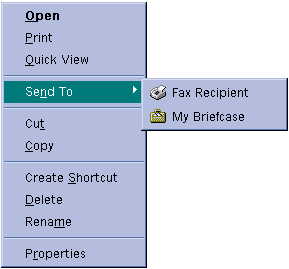 Open
Print
Quick View
Send To
Fax Recipient
My Briefcase
Cut
Copy
Create Shortcut
Delete
Rename
Properties